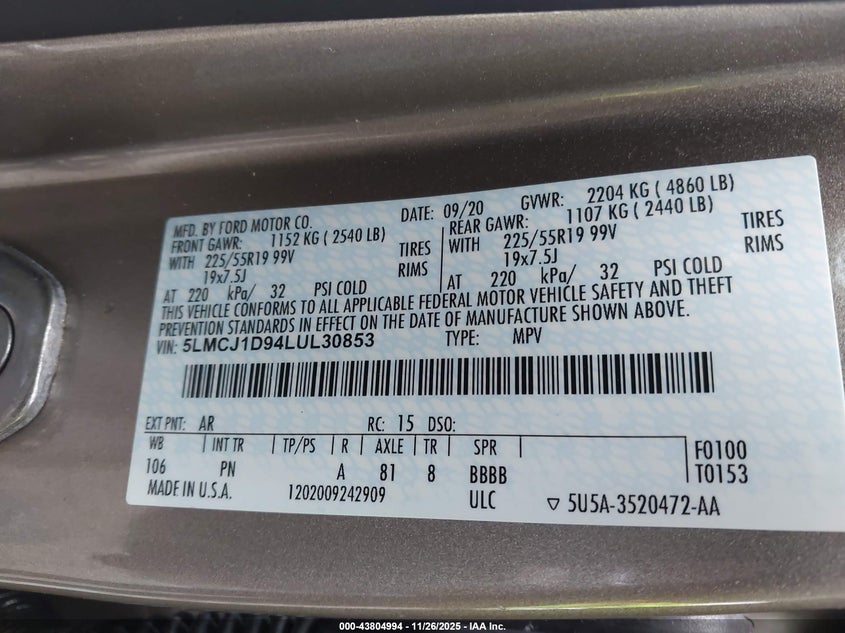 MFD. BY FORD MOTOR CO. DATE: 09/20 GVWR: 2204 KG ( 4860 LB)
FRONT GAWR: 1152 KG ( 2540 LB) REAR GAWR: 1107 KG ( 2440 LB)
WITH 225/55R19 99V TIRES WITH 225/55R19 99V TIRES
19x7.5J RIMS 19x7.5J RIMS
AT 220 kPa/ 32 PSI COLD AT 220 kPa/ 32 PSI COLD
THIS VEHICLE CONFORMS TO ALL APPLICABLE FEDERAL MOTOR VEHICLE SAFETY AND THEFT
PREVENTION STANDARDS IN EFFECT ON THE DATE OF MANUFACTURE SHOWN ABOVE.
VIN: 5LMCJ1D94LUL30853 TYPE: MPV
EXT PNT: AR RC: 15 DSO:
WB INT TR TP/PS R AXLE TR SPR F0100
106 PN A 81 8 BBBB T0153
MADE IN U.S.A. 1202009242909 ULC ▽ 5U5A-3520472-AA
000-43804994 - 11/26/2025 - IAA Inc.